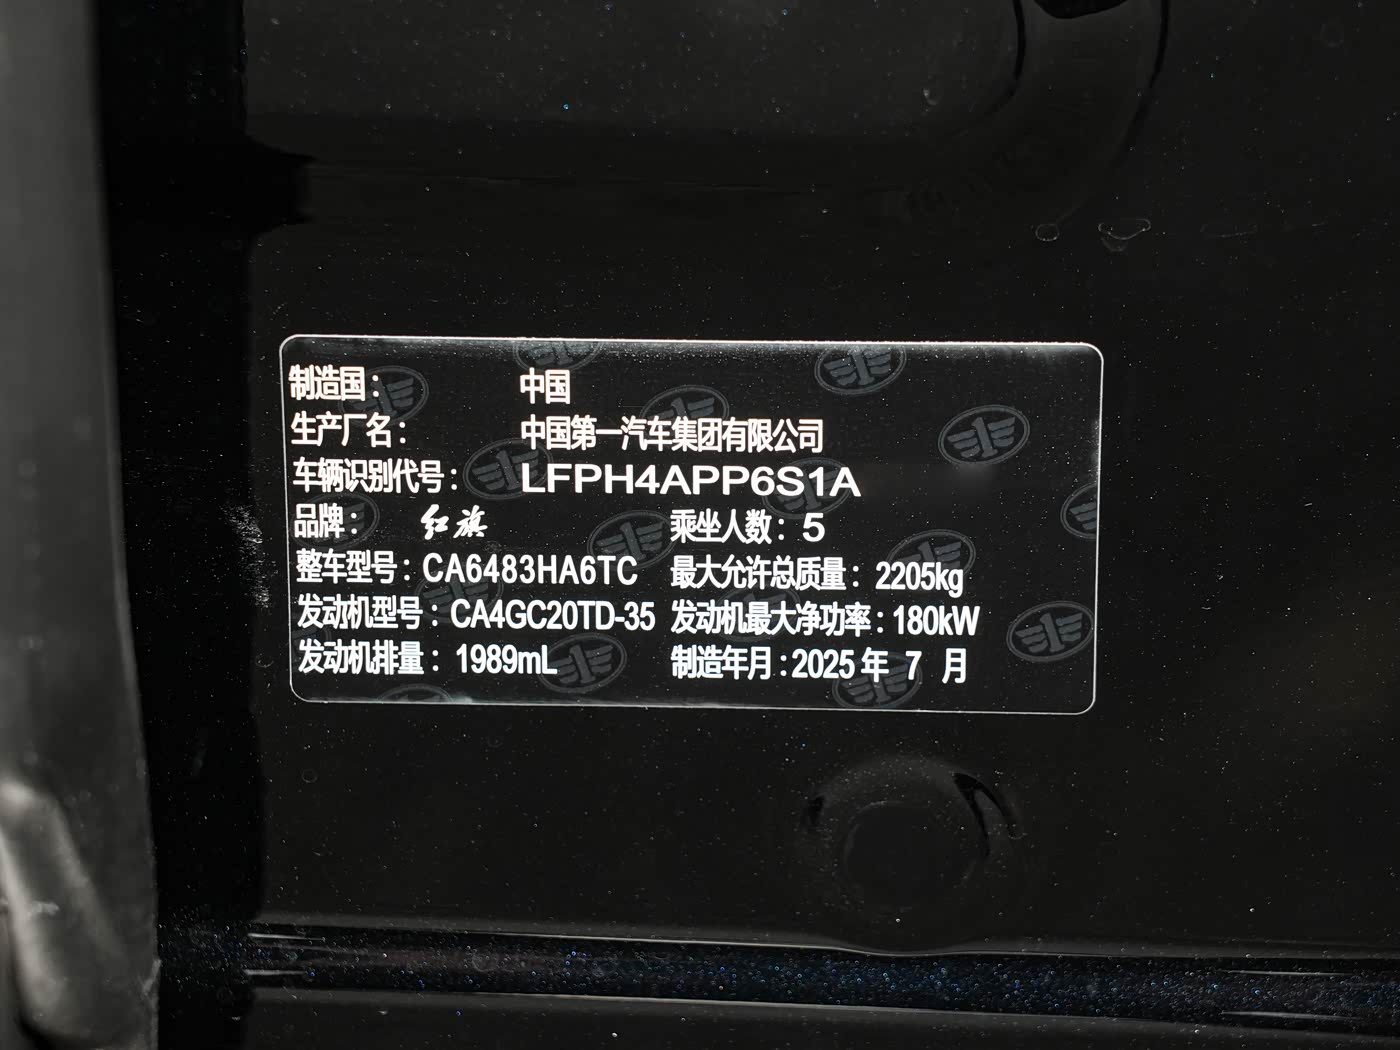 制造国： 中国
生产厂名： 中国第一汽车集团有限公司
车辆识别代号： LFPH4APP6S1A
品牌： 红旗 乘坐人数：5
整车型号：CA6483HA6TC 最大允许总质量：2205kg
发动机型号：CA4GC20TD-35 发动机最大净功率：180kW
发动机排量：1989mL 制造年月：2025 年 7 月